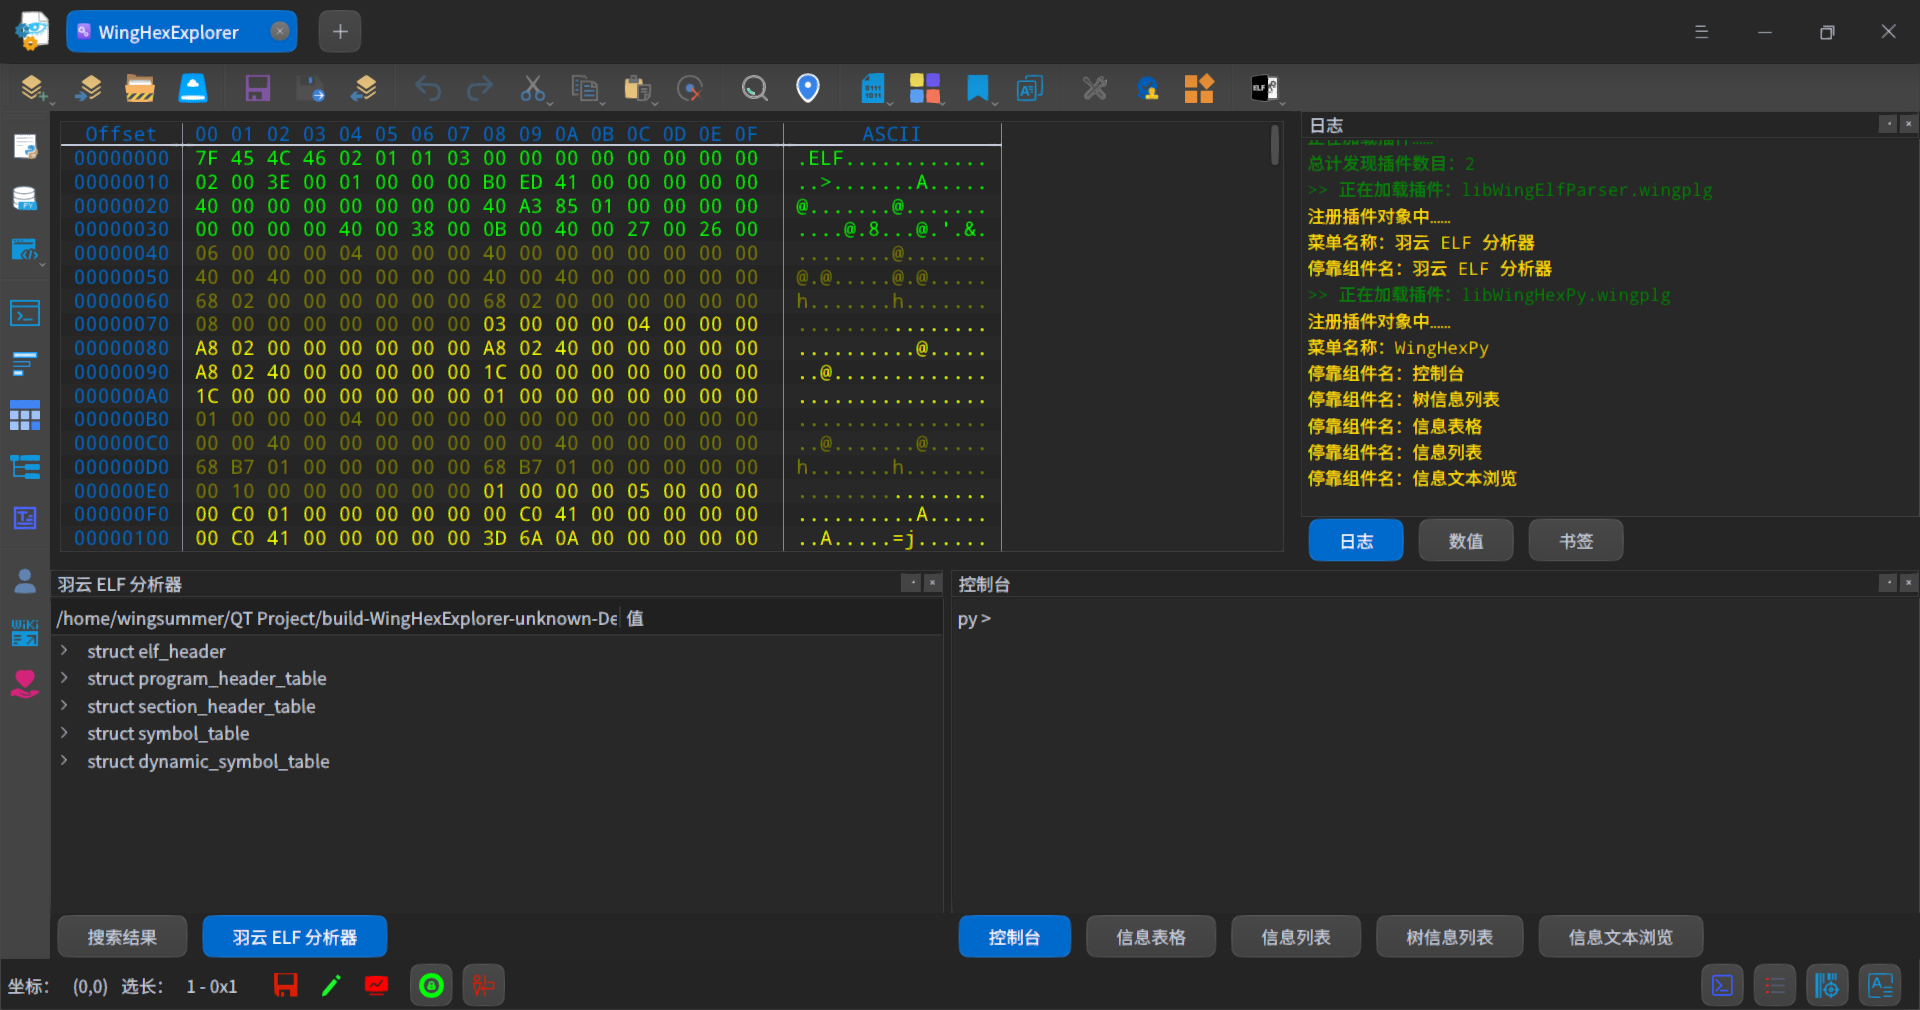 WingHexExplorer
Offset 00 01 02 03 04 05 06 07 08 09 0A 0B 0C 0D 0E 0F ASCII
00000000 7F 45 4C 46 02 01 01 03 00 00 00 00 00 00 00 00 .ELF............
00000010 02 00 3E 00 01 00 00 00 B0 ED 41 00 00 00 00 00 ..>.......A.....
00000020 40 00 00 00 00 00 00 00 40 A3 85 01 00 00 00 00 @.......@.......
00000030 00 00 00 00 40 00 38 00 0B 00 40 00 27 00 26 00 ....@.8...@.'.&.
00000040 06 00 00 00 04 00 00 00 40 00 00 00 00 00 00 00 ........@.......
00000050 40 00 40 00 00 00 00 00 40 00 40 00 00 00 00 00 @.@.....@.@.....
00000060 68 02 00 00 00 00 00 00 68 02 00 00 00 00 00 00 h.......h.......
00000070 08 00 00 00 00 00 00 00 03 00 00 00 04 00 00 00 ................
00000080 A8 02 00 00 00 00 00 00 A8 02 40 00 00 00 00 00 ..........@.....
00000090 A8 02 40 00 00 00 00 00 1C 00 00 00 00 00 00 00 ..@.............
000000A0 1C 00 00 00 00 00 00 00 01 00 00 00 00 00 00 00 ................
000000B0 01 00 00 00 04 00 00 00 00 00 00 00 00 00 00 00 ................
000000C0 00 00 40 00 00 00 00 00 00 00 40 00 00 00 00 00 ..@.......@.....
000000D0 68 B7 01 00 00 00 00 00 68 B7 01 00 00 00 00 00 h.......h.......
000000E0 00 10 00 00 00 00 00 00 01 00 00 00 05 00 00 00 ................
000000F0 00 C0 01 00 00 00 00 00 00 C0 41 00 00 00 00 00 ..........A.....
00000100 00 C0 41 00 00 00 00 00 3D 6A 0A 00 00 00 00 00 ..A.....=j......
日志
正在加载插件……
总计发现插件数目：2
>> 正在加载插件：libWingElfParser.wingplg
注册插件对象中……
菜单名称：羽云 ELF 分析器
停靠组件名：羽云 ELF 分析器
>> 正在加载插件：libWingHexPy.wingplg
注册插件对象中……
菜单名称：WingHexPy
停靠组件名：控制台
停靠组件名：树信息列表
停靠组件名：信息表格
停靠组件名：信息列表
停靠组件名：信息文本浏览
日志 数值 书签
羽云 ELF 分析器
/home/wingsummer/QT Project/build-WingHexExplorer-unknown-De 值
struct elf_header
struct program_header_table
struct section_header_table
struct symbol_table
struct dynamic_symbol_table
搜索结果 羽云 ELF 分析器
控制台
py >
控制台 信息表格 信息列表 树信息列表 信息文本浏览
坐标： (0,0) 选长： 1 - 0x1